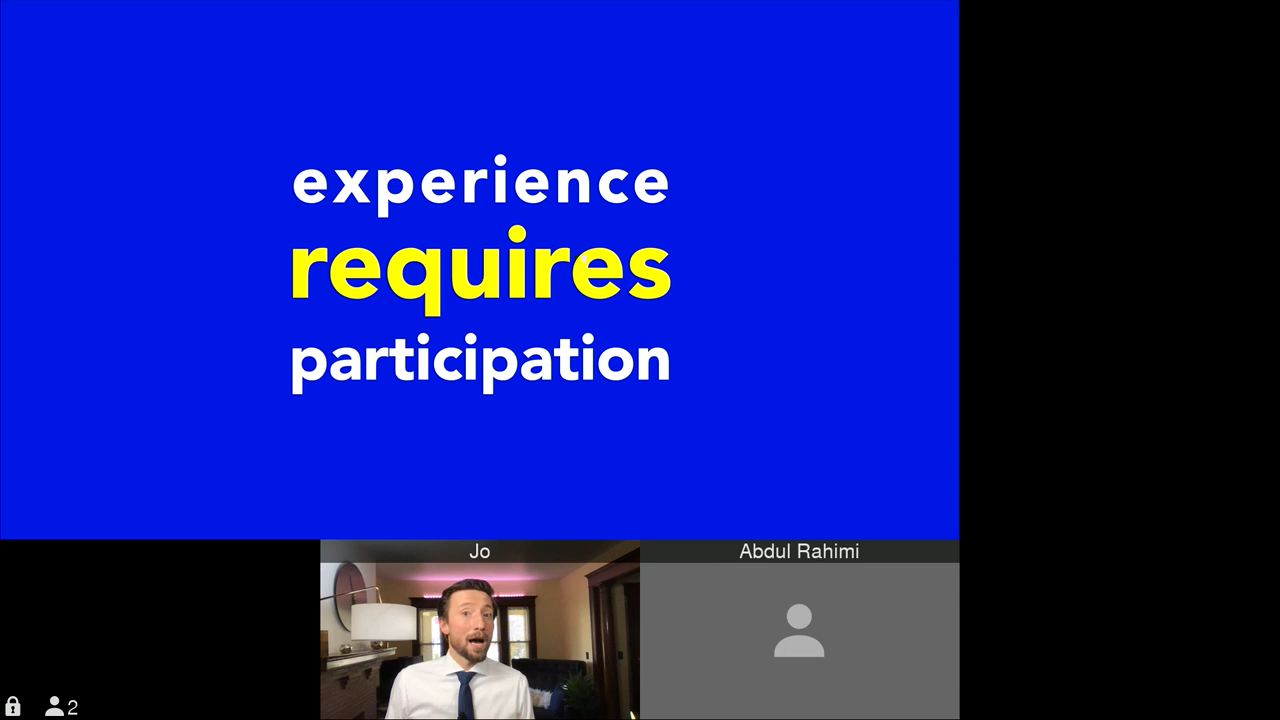 experience
requires
participation
Jo
Abdul Rahimi
2